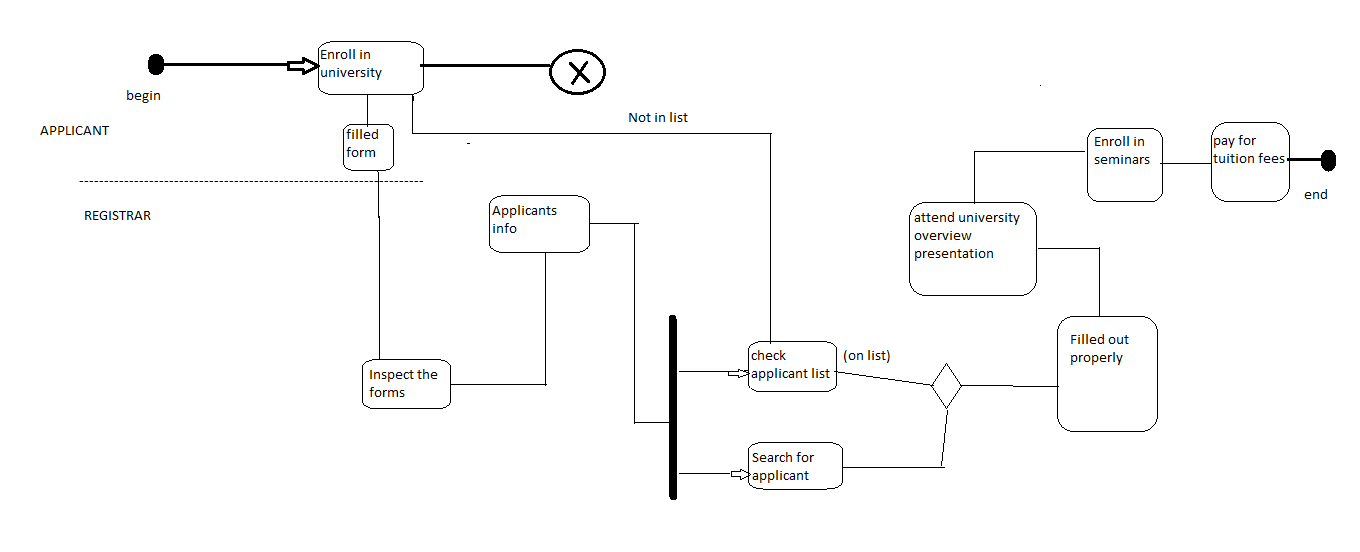 Enroll in
university
begin
APPLICANT
filled
form
Not in list
Enroll in
seminars
pay for
tuition fees
end
REGISTRAR
Applicants
info
attend university
overview
presentation
Inspect the
forms
check
applicant list
(on list)
Filled out
properly
Search for
applicant